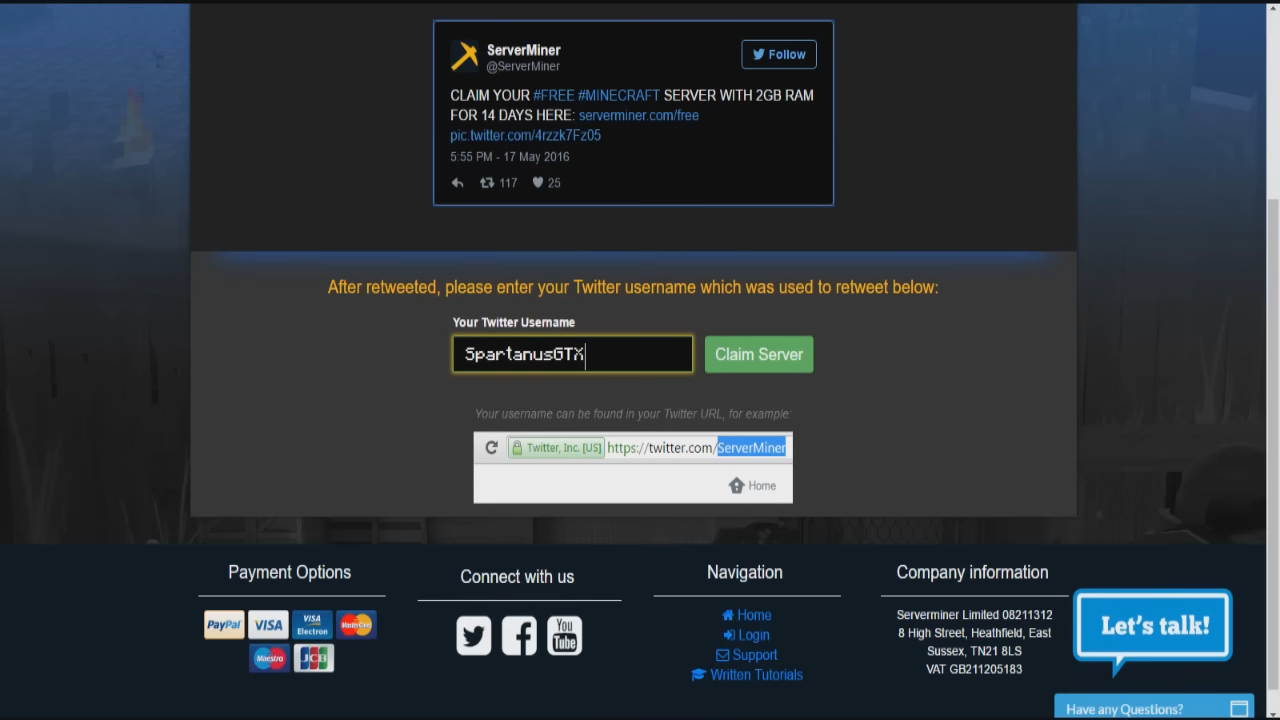 ServerMiner
@ServerMiner
Follow
CLAIM YOUR #FREE #MINECRAFT SERVER WITH 2GB RAM
FOR 14 DAYS HERE: serverminer.com/free
pic.twitter.com/4rzzk7Fz05
5:55 PM - 17 May 2016
117 25
After retweeted, please enter your Twitter username which was used to retweet below:
Your Twitter Username
SpartanusGTX
Claim Server
Your username can be found in your Twitter URL, for example:
Twitter, Inc. [US] https://twitter.com/ServerMiner
Home
Payment Options
PayPal VISA VISA Electron MasterCard
Maestro JCB
Connect with us
You Tube
Navigation
Home
Login
Support
Written Tutorials
Company information
Serverminer Limited 08211312
8 High Street, Heathfield, East
Sussex, TN21 8LS
VAT GB211205183
Let's talk!
Have any Questions?